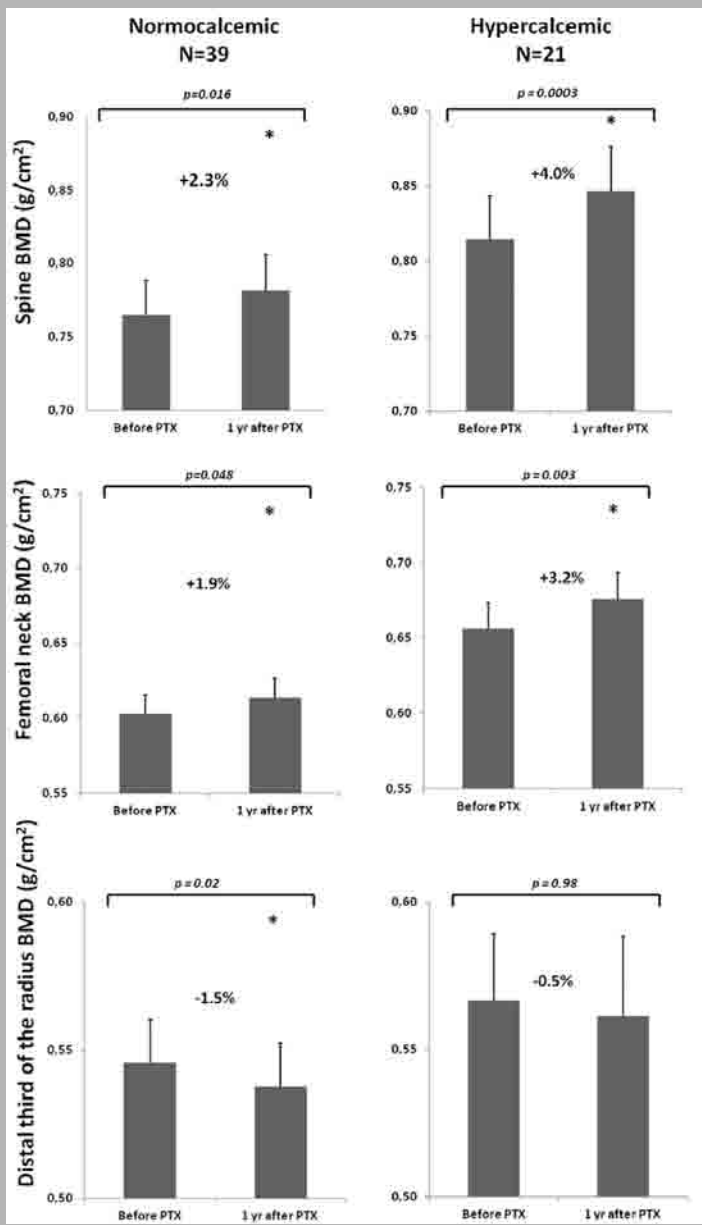 Normocalcemic
N=39
Hypercalcemic
N=21
Spine BMD (g/cm²)
p=0.016
0,90
*
+2.3%
0,85
0,80
0,75
0,70
Before PTX
1 yr after PTX
p = 0.0003
0,90
*
+4.0%
0,85
0,80
0,75
0,70
Before PTX
1 yr after PTX
Femoral neck BMD (g/cm²)
p=0.048
0,75
*
0,70
+1.9%
0,65
0,60
0,55
Before PTX
1 yr after PTX
p = 0.003
0,75
*
0,70
+3.2%
0,65
0,60
0,55
Before PTX
1 yr after PTX
Distal third of the radius BMD (g/cm²)
p = 0.02
0,60
*
-1.5%
0,55
0,50
Before PTX
1 yr after PTX
p = 0.98
0,60
-0.5%
0,55
0,50
Before PTX
1 yr after PTX